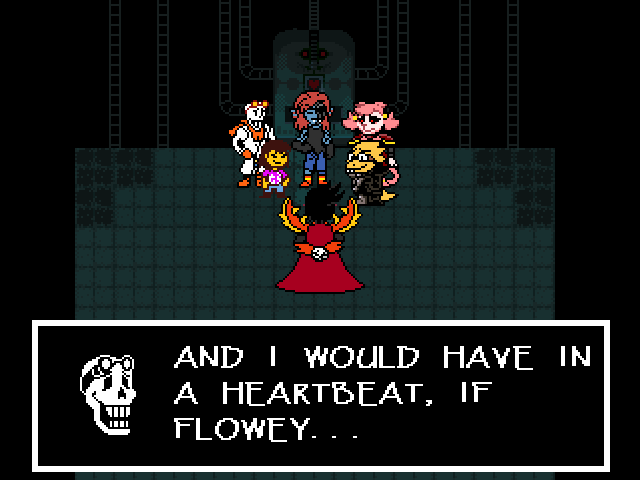 AND I WOULD HAVE IN
A HEARTBEAT, IF
FLOWEY...